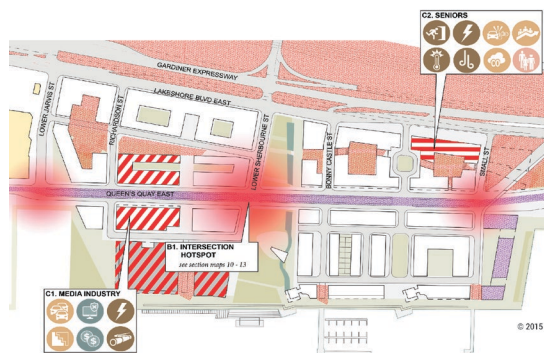 C2. SENIORS
GARDINER EXPRESSWAY
LAKESHORE BLVD EAST
LOWER JARVIS ST
RICHARDSON ST
LOWER SHERBOURNE ST
BONNY CASTLE ST
SMALL ST
QUEEN'S QUAY EAST
B1. INTERSECTION
HOTSPOT
see section maps 10 - 13
C1. MEDIA INDUSTRY
© 2015